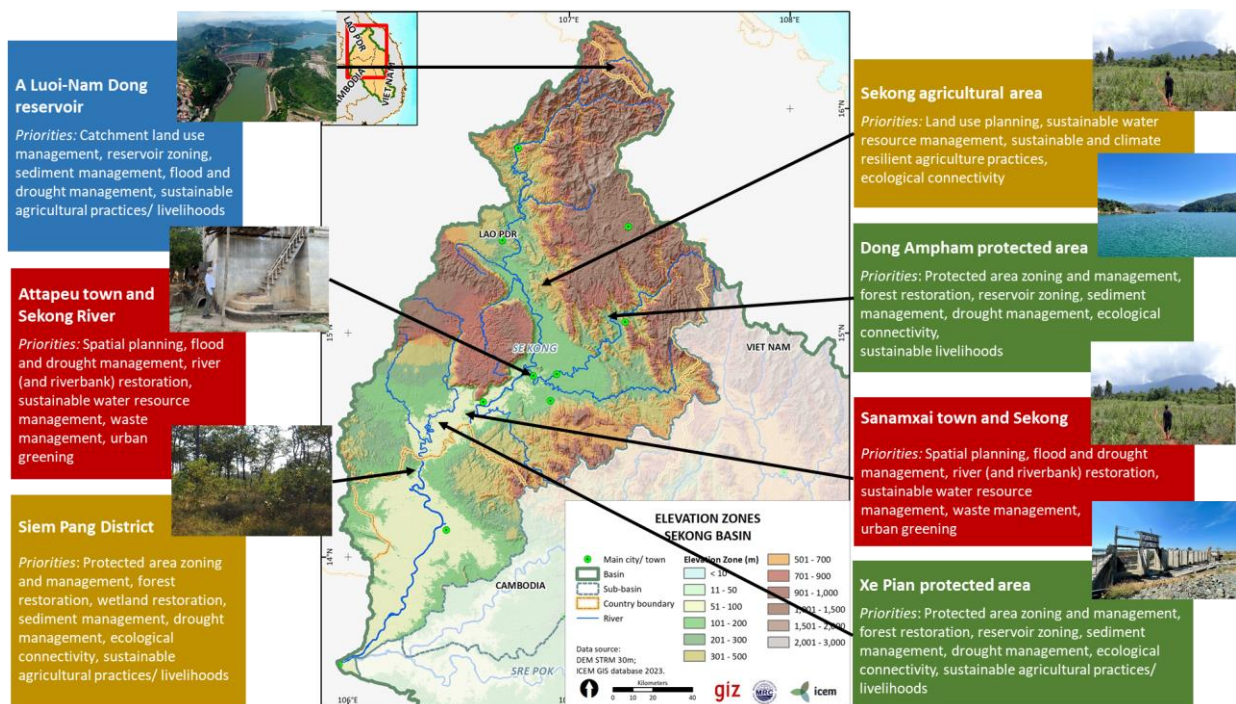 A Luoi-Nam Dong
reservoir
Priorities: Catchment land use
management, reservoir zoning,
sediment management, flood and
drought management, sustainable
agricultural practices/ livelihoods
Attapeu town and
Sekong River
Priorities: Spatial planning, flood
and drought management, river
(and riverbank) restoration,
sustainable water resource
management, waste
management, urban
greening
Siem Pang District
Priorities: Protected area zoning
and management, forest
restoration, wetland restoration,
sediment management, drought
management, ecological
connectivity, sustainable
agricultural practices/ livelihoods
107°E
108°E
LAO PDR
CAMBODIA
VIET NAM
16°N
LAO PDR
15°N
15°N
SE KONG
VIET NAM
14°N
CAMBODIA
SRE POK
106°E
ELEVATION ZONES
SEKONG BASIN
Main city/ town
Basin
Sub-basin
Country boundary
River
Elevation Zone (m)
< 10
11 - 50
51 - 100
101 - 200
201 - 300
301 - 500
501 - 700
701 - 900
901 - 1,000
1,001 - 1,500
1,501 - 2,000
2,001 - 3,000
Data source:
DEM STRM 30m;
ICEM GIS database 2023.
Kilometers
0 10 20 40
giz
MRC
icem
Sekong agricultural area
Priorities: Land use planning, sustainable water
resource management, sustainable and climate
resilient agriculture practices,
ecological connectivity
Dong Ampham protected area
Priorities: Protected area zoning and management,
forest restoration, reservoir zoning, sediment
management, drought management, ecological
connectivity,
sustainable livelihoods
Sanamxai town and Sekong
Priorities: Spatial planning, flood and drought
management, river (and riverbank) restoration,
sustainable water resource
management, waste management,
urban greening
Xe Pian protected area
Priorities: Protected area zoning and management,
forest restoration, reservoir zoning, sediment
management, drought management, ecological
connectivity, sustainable agricultural practices/
livelihoods